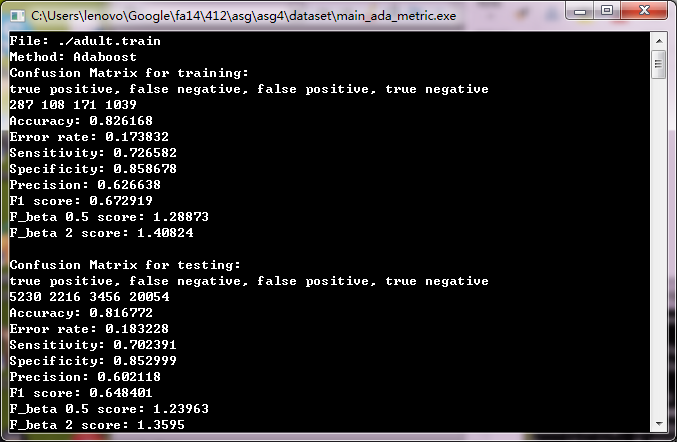 C:\Users\lenovo\Google\fa14\412\asg\asg4\dataset\main_ada_metric.exe
File: ./adult.train
Method: Adaboost
Confusion Matrix for training:
true positive, false negative, false positive, true negative
287 108 171 1039
Accuracy: 0.826168
Error rate: 0.173832
Sensitivity: 0.726582
Specificity: 0.858678
Precision: 0.626638
F1 score: 0.672919
F_beta 0.5 score: 1.28873
F_beta 2 score: 1.40824
Confusion Matrix for testing:
true positive, false negative, false positive, true negative
5230 2216 3456 20054
Accuracy: 0.816772
Error rate: 0.183228
Sensitivity: 0.702391
Specificity: 0.852999
Precision: 0.602118
F1 score: 0.648401
F_beta 0.5 score: 1.23963
F_beta 2 score: 1.3595